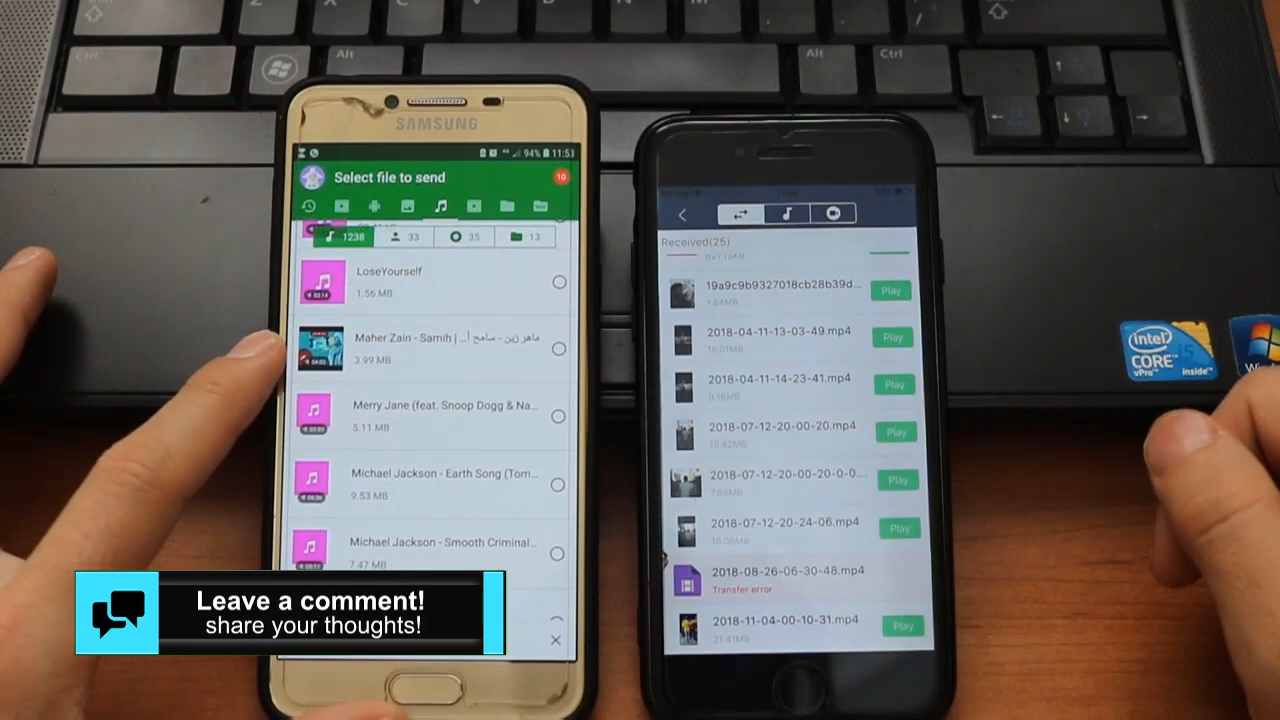 Ctrl
Alt
Alt
Ctrl
SAMSUNG
94% 11:53
Select file to send
10
1238
33
35
13
LoseYourself
1.56 MB
Maher Zain - Samih | ماهر زين - سامح أ...
3.99 MB
Merry Jane (feat. Snoop Dogg & Na...
5.11 MB
Michael Jackson - Earth Song (Tom...
9.53 MB
Michael Jackson - Smooth Criminal...
7.47 MB
Received(25)
19a9c9b9327018cb28b39d...
Play
2018-04-11-13-03-49.mp4
Play
2018-04-11-14-23-41.mp4
Play
2018-07-12-20-00-20.mp4
Play
2018-07-12-20-00-20-0-0...
Play
2018-07-12-20-24-06.mp4
Play
2018-08-26-06-30-48.mp4
Transfer error
2018-11-04-00-10-31.mp4
21.41MB
Play
intel
CORE i5
vPro inside
Leave a comment!
share your thoughts!